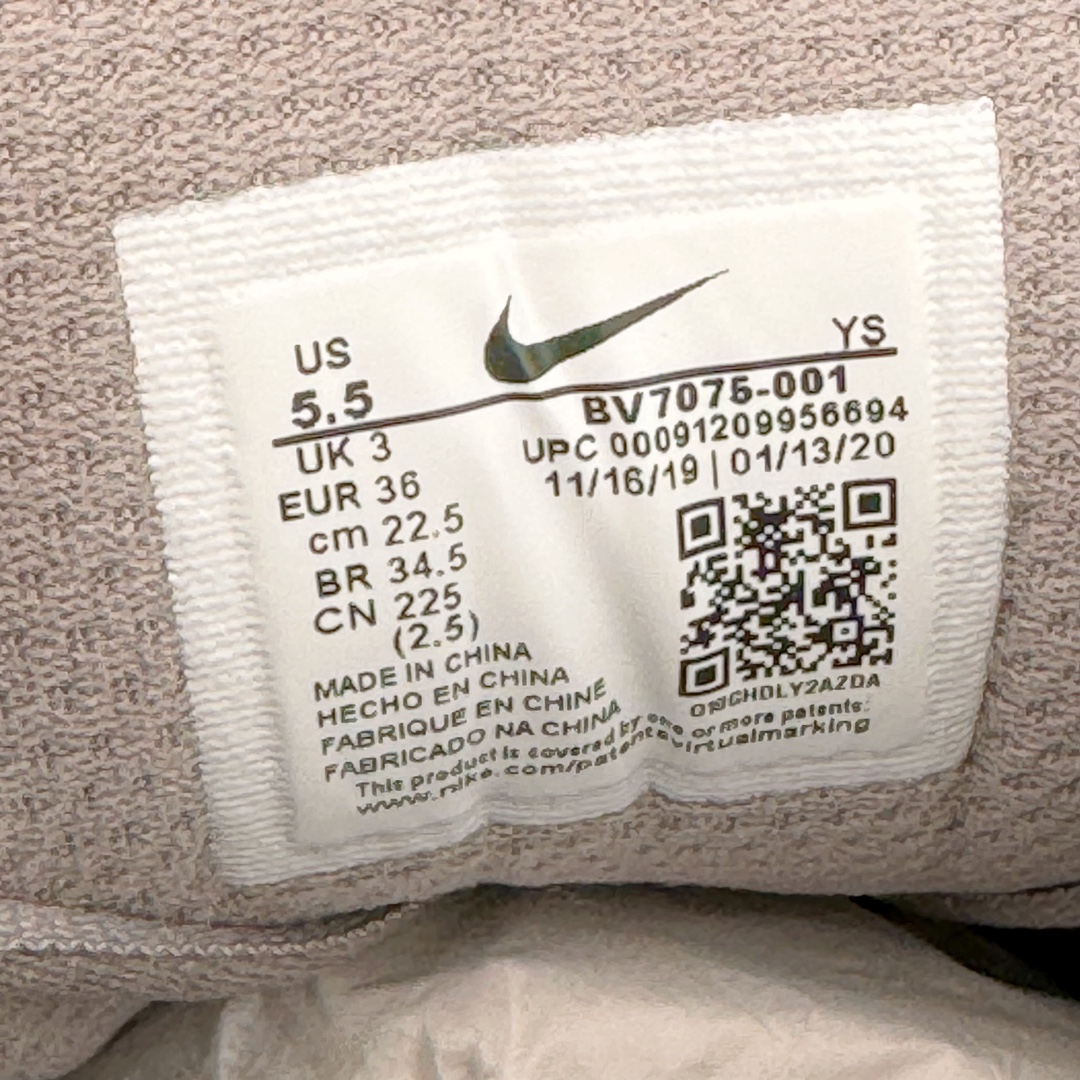 US
5.5
YS
UK 3
EUR 36
cm 22.5
BR 34.5
CN 225
(2.5)
BV7075-001
UPC 00091209956694
11/16/19 | 01/13/20
MADE IN CHINA
HECHO EN CHINA
FABRIQUE EN CHINE
FABRICADO NA CHINA
This product is covered by one or more patents:
www.nike.com/patentsvirtualmarking